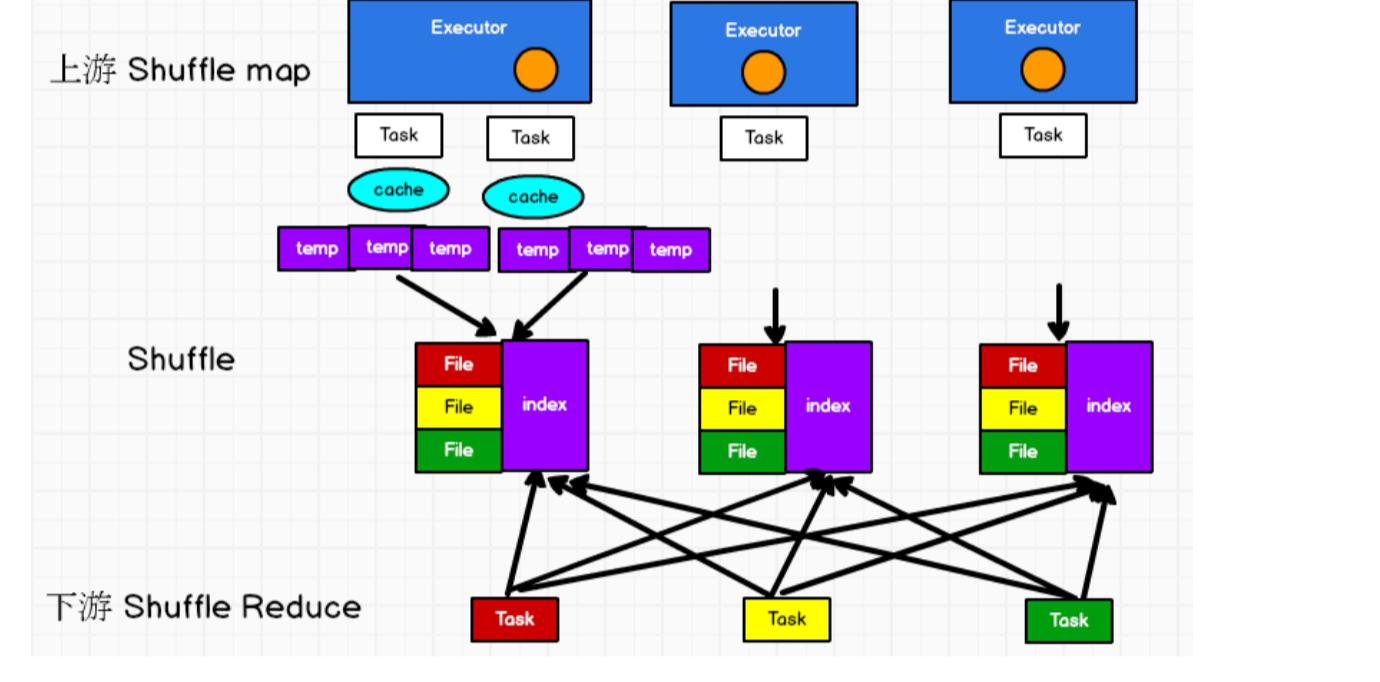 Executor
Executor
Executor
上游 Shuffle map
Task
Task
Task
Task
cache
cache
temp
temp
temp
temp
temp
temp
Shuffle
File
File
File
index
File
File
File
index
File
File
File
index
下游 Shuffle Reduce
Task
Task
Task